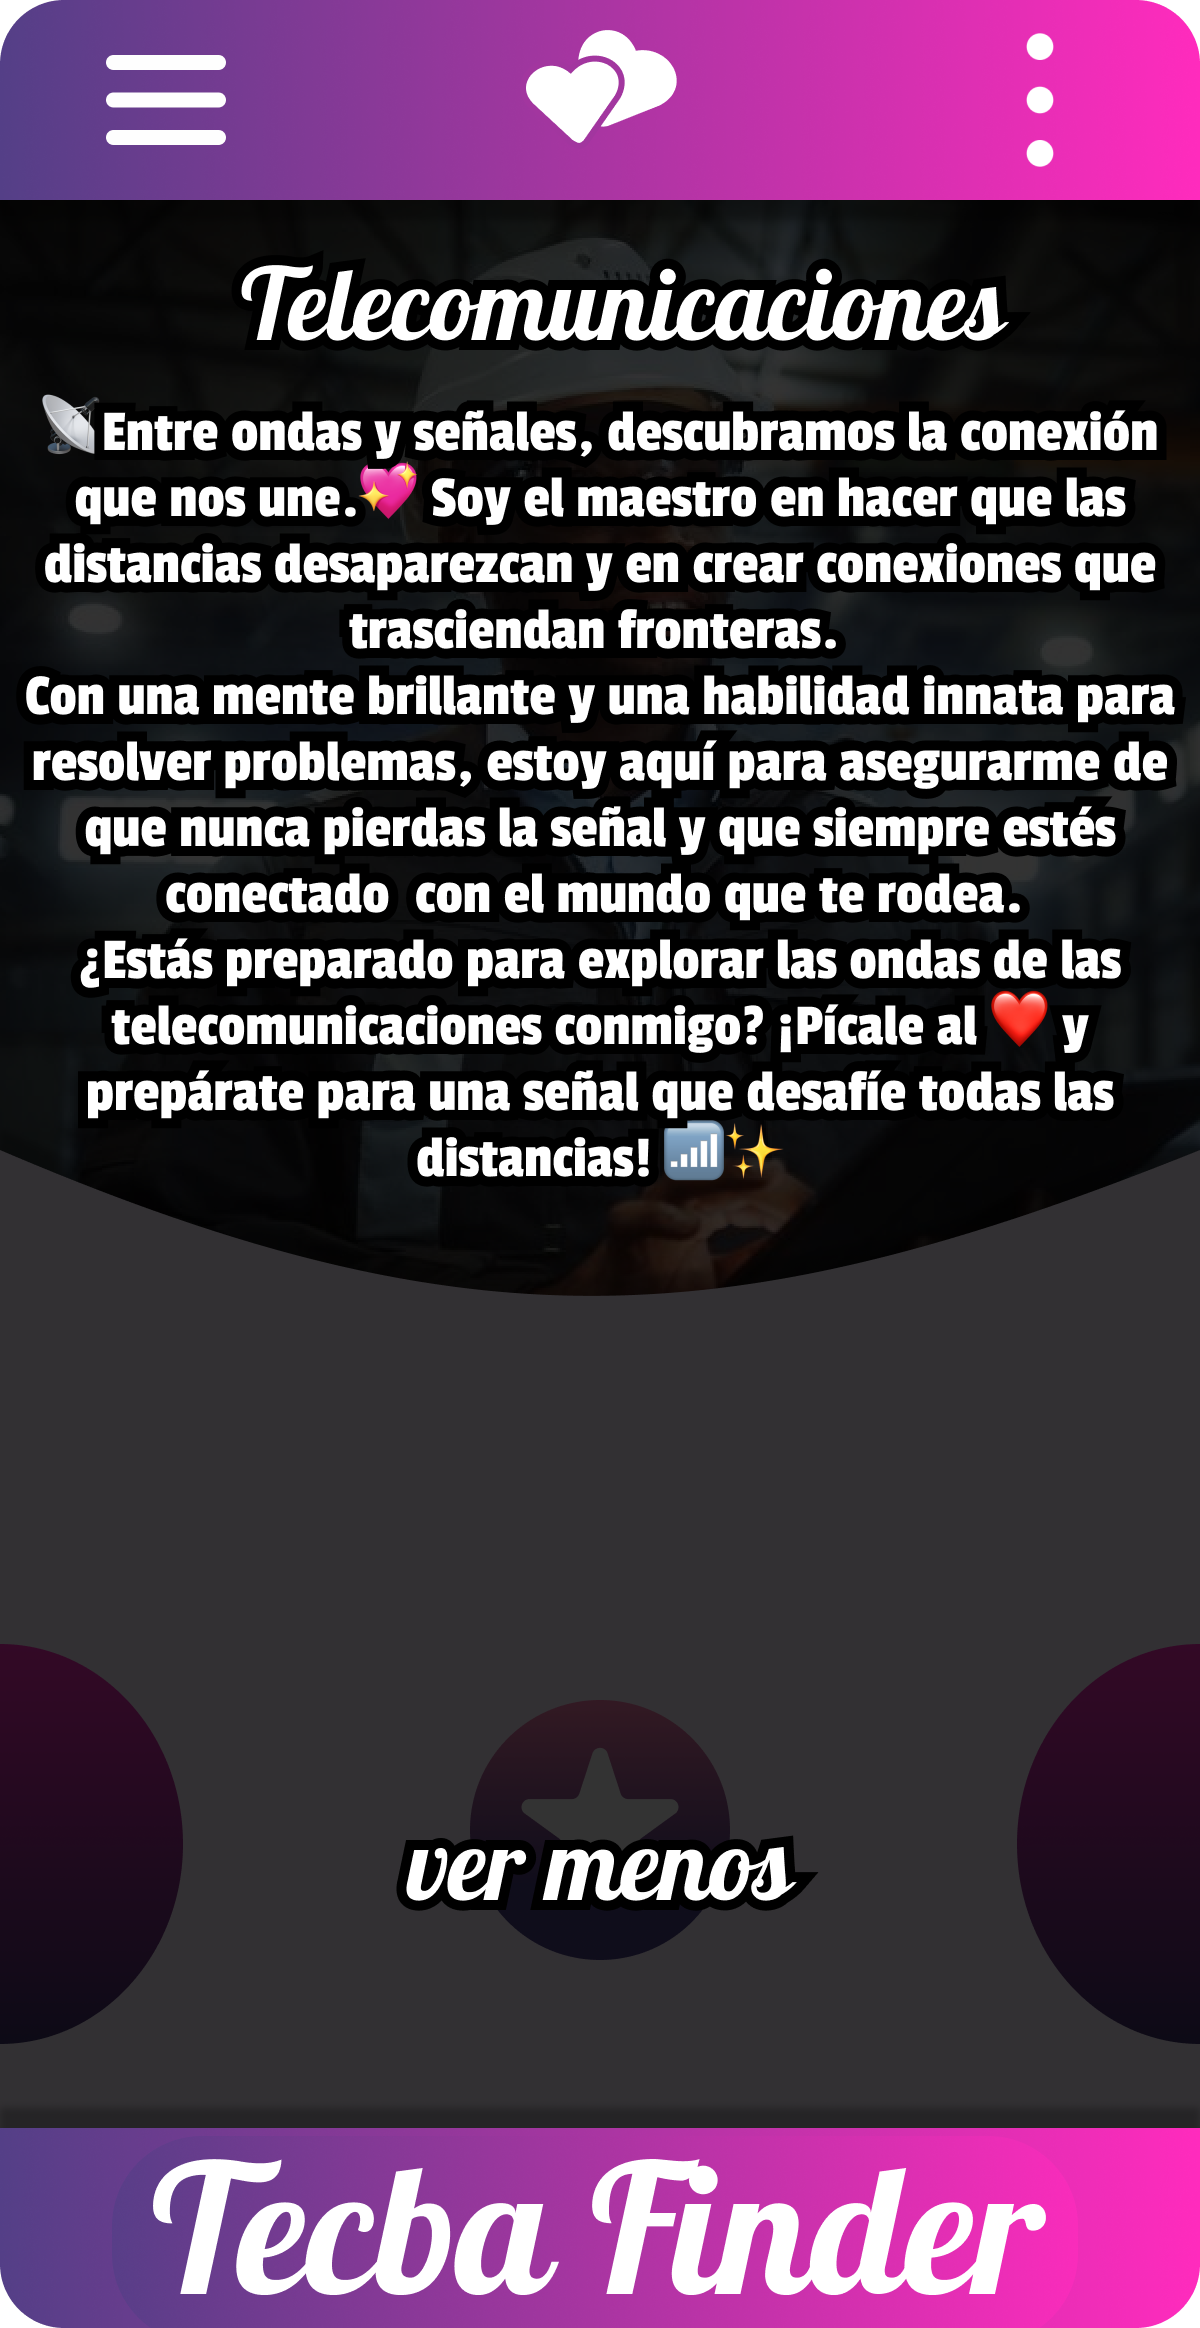 Telecomunicaciones
📡Entre ondas y señales, descubramos la conexión
que nos une.💖 Soy el maestro en hacer que las
distancias desaparezcan y en crear conexiones que
trasciendan fronteras.
Con una mente brillante y una habilidad innata para
resolver problemas, estoy aquí para asegurarme de
que nunca pierdas la señal y que siempre estés
conectado  con el mundo que te rodea.
¿Estás preparado para explorar las ondas de las
telecomunicaciones conmigo? ¡Pícale al ❤️ y
prepárate para una señal que desafíe todas las
distancias! 📶✨
ver menos
Tecba Finder